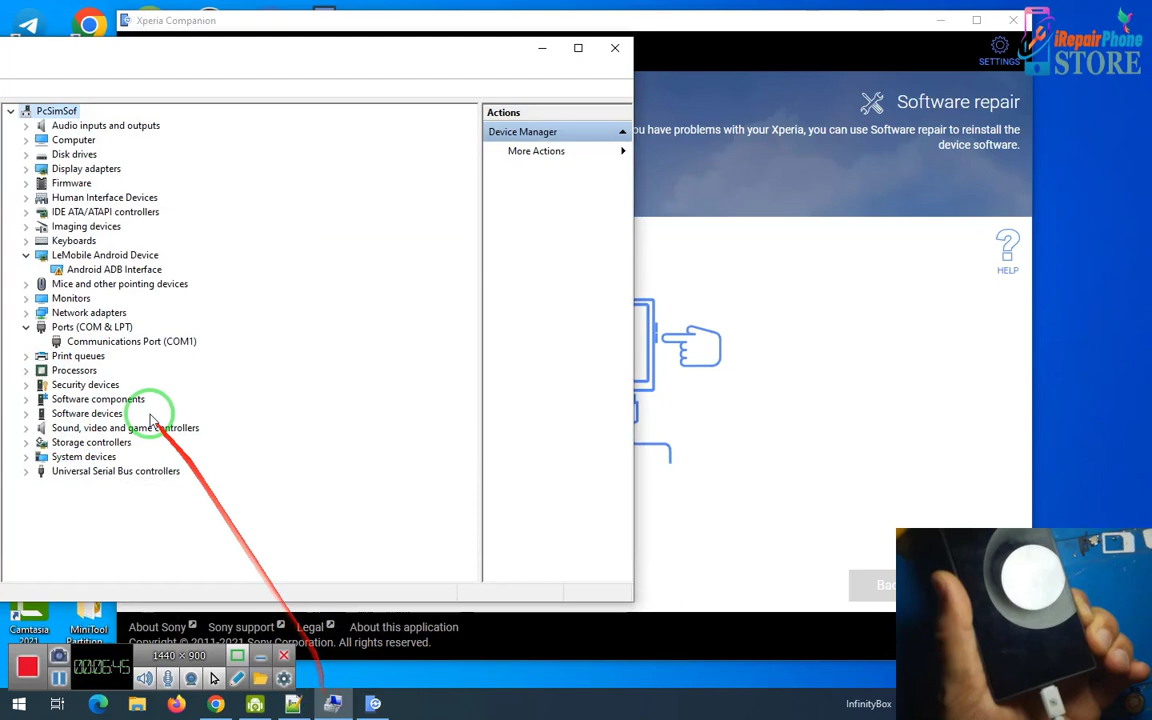 Xperia Companion
iRepairPhone
STORE
SETTINGS
Software repair
you have problems with your Xperia, you can use Software repair to reinstall the
device software.
HELP
PcSimSof
Audio inputs and outputs
Computer
Disk drives
Display adapters
Firmware
Human Interface Devices
IDE ATA/ATAPI controllers
Imaging devices
Keyboards
LeMobile Android Device
Android ADB Interface
Mice and other pointing devices
Monitors
Network adapters
Ports (COM & LPT)
Communications Port (COM1)
Print queues
Processors
Security devices
Software components
Software devices
Sound, video and game controllers
Storage controllers
System devices
Universal Serial Bus controllers
Actions
Device Manager
More Actions
Bac
Camtasia
2021
MiniTool
Partition
About Sony
Sony support
Legal
About this application
Copyright © 2011-2021 Sony Corporation. All rights reserved.
1440 × 900
00:06:45
InfinityBox